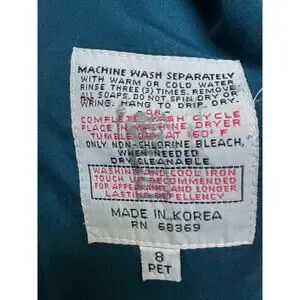 MACHINE WASH SEPARATELY
WITH WARM OR COLD WATER
RINSE THREE (3) TIMES. REMOVE
ALL SOAPS. DO NOT SPIN DRY OR
WRING. HANG TO DRIP DRY.
OR
COMPLETE WASH CYCLE
PLACE IN MACHINE DRYER
TUMBLE DRY AT 60° F
ONLY NON-CHLORINE BLEACH,
WHEN NEEDED
DRY CLEANABLE
WASHING AND COOL IRON
TOUCH UP RECOMMENDED
FOR APPEARANCE AND LONGER
LASTING REPELLENCY
MADE IN KOREA
RN 68369
8
PET